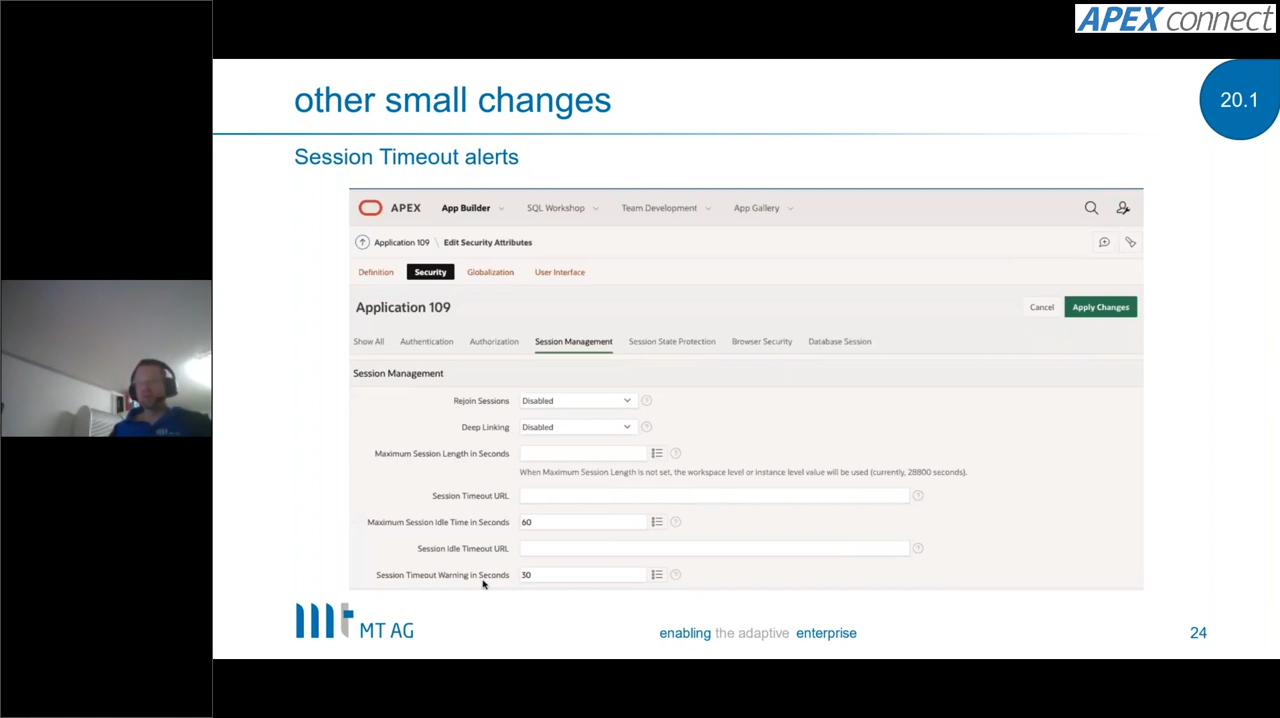 APEX connect
other small changes
20.1
Session Timeout alerts
APEX App Builder SQL Workshop Team Development App Gallery
Application 109 \ Edit Security Attributes
Definition Security Globalization User Interface
Application 109 Cancel Apply Changes
Show All Authentication Authorization Session Management Session State Protection Browser Security Database Session
Session Management
Rejoin Sessions Disabled
Deep Linking Disabled
Maximum Session Length in Seconds
When Maximum Session Length is not set, the workspace level or instance level value will be used (currently, 28800 seconds).
Session Timeout URL
Maximum Session Idle Time in Seconds 60
Session Idle Timeout URL
Session Timeout Warning in Seconds 30
mt MT AG
enabling the adaptive enterprise
24